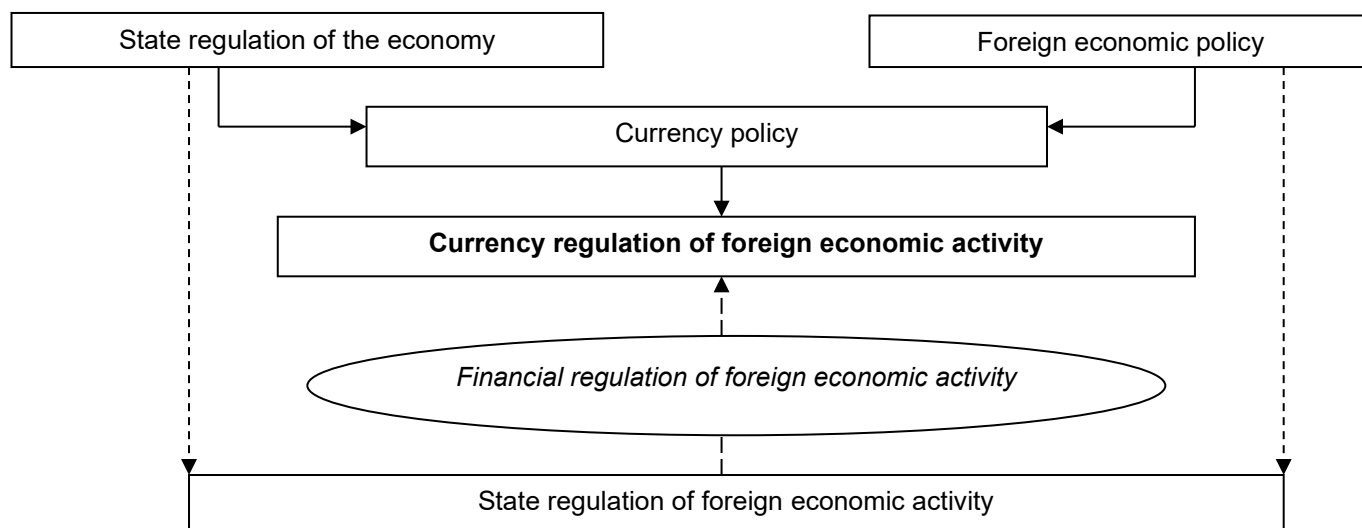 State regulation of the economy
Foreign economic policy
Currency policy
Currency regulation of foreign economic activity
Financial regulation of foreign economic activity
State regulation of foreign economic activity